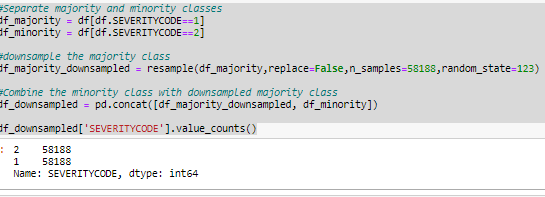 #Separate majority and minority classes
df_majority = df[df.SEVERITYCODE==1]
df_minority = df[df.SEVERITYCODE==2]
#downsample the majority class
df_majority_downsampled = resample(df_majority,replace=False,n_samples=58188,random_state=123)
#Combine the minority class with downsampled majority class
df_downsampled = pd.concat([df_majority_downsampled, df_minority])
df_downsampled['SEVERITYCODE'].value_counts()
: 2    58188
1    58188
Name: SEVERITYCODE, dtype: int64